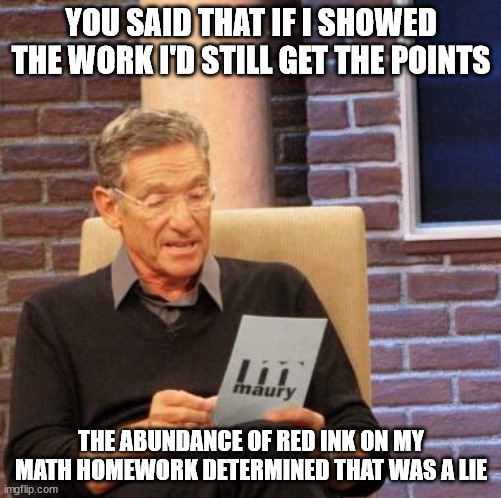 YOU SAID THAT IF I SHOWED
THE WORK I'D STILL GET THE POINTS
maury
THE ABUNDANCE OF RED INK ON MY
MATH HOMEWORK DETERMINED THAT WAS A LIE
imgflip.com